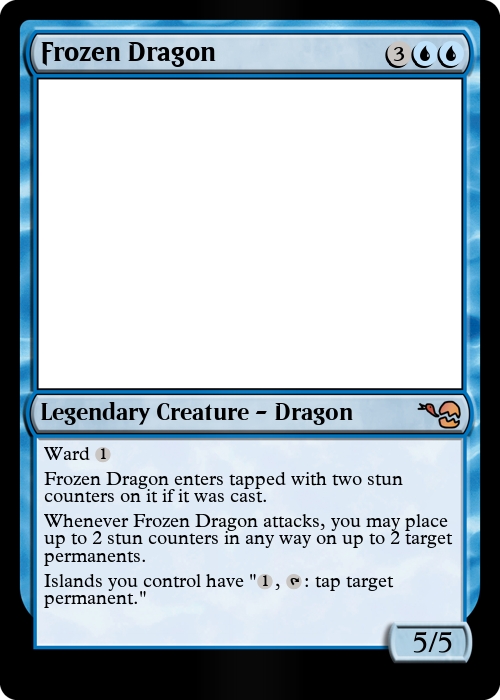 Frozen Dragon 3
Legendary Creature - Dragon
Ward 1
Frozen Dragon enters tapped with two stun
counters on it if it was cast.
Whenever Frozen Dragon attacks, you may place
up to 2 stun counters in any way on up to 2 target
permanents.
Islands you control have "1, : tap target
permanent."
5/5